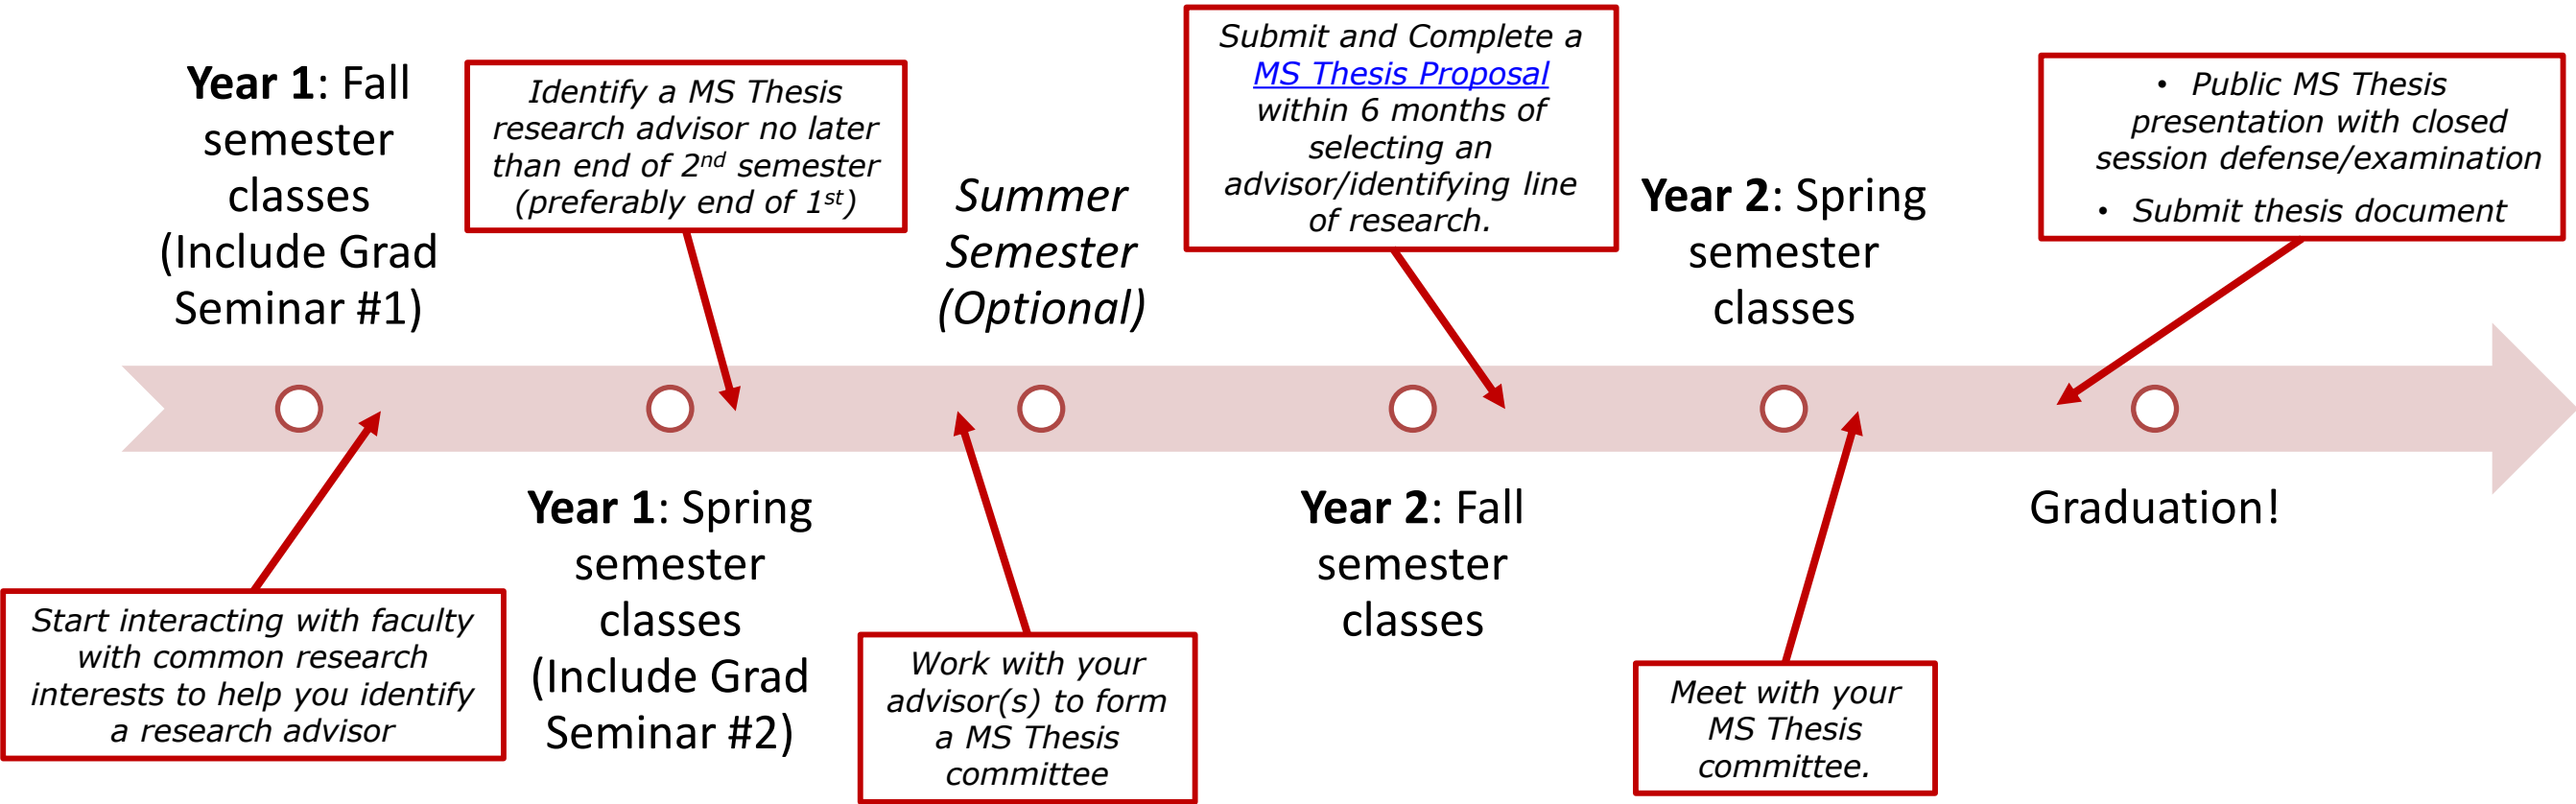 Year 1: Fall
semester
classes
(Include Grad
Seminar #1)
Identify a MS Thesis
research advisor no later
than end of 2nd semester
(preferably end of 1st)
Summer
Semester
(Optional)
Submit and Complete a
MS Thesis Proposal
within 6 months of
selecting an
advisor/identifying line
of research.
Year 2: Spring
semester
classes
• Public MS Thesis
presentation with closed
session defense/examination
• Submit thesis document
Start interacting with faculty
with common research
interests to help you identify
a research advisor
Year 1: Spring
semester
classes
(Include Grad
Seminar #2)
Work with your
advisor(s) to form
a MS Thesis
committee
Year 2: Fall
semester
classes
Meet with your
MS Thesis
committee.
Graduation!